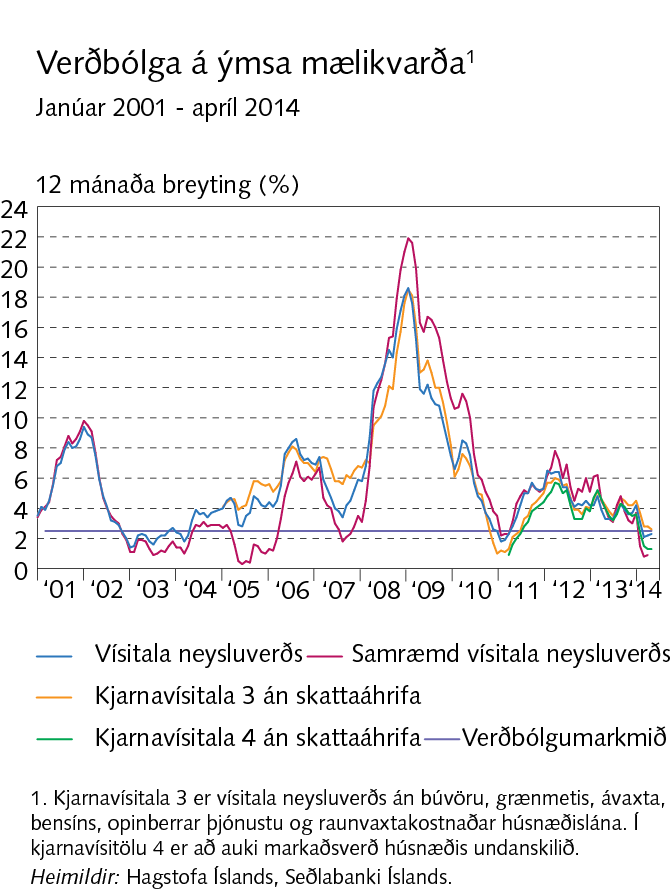 Verðbólga á ýmsa mælikvarða¹
Janúar 2001 - apríl 2014
12 mánaða breyting (%)
24
22
20
18
16
14
12
10
8
6
4
2
0
'01 '02 '03 '04 '05 '06 '07 '08 '09 '10 '11 '12 '13 '14
Vísitala neysluverðs Samræmd vísitala neysluverðs
Kjarnavísitala 3 án skattaáhrifa
Kjarnavísitala 4 án skattaáhrifa Verðbólgumarkmið
1. Kjarnavísitala 3 er vísitala neysluverðs án búvöru, grænmetis, ávaxta,
bensíns, opinberrar þjónustu og raunvaxtakostnaðar húsnæðislána. Í
kjarnavísitölu 4 er að auki markaðsverð húsnæðis undanskilið.
Heimildir: Hagstofa Íslands, Seðlabanki Íslands.